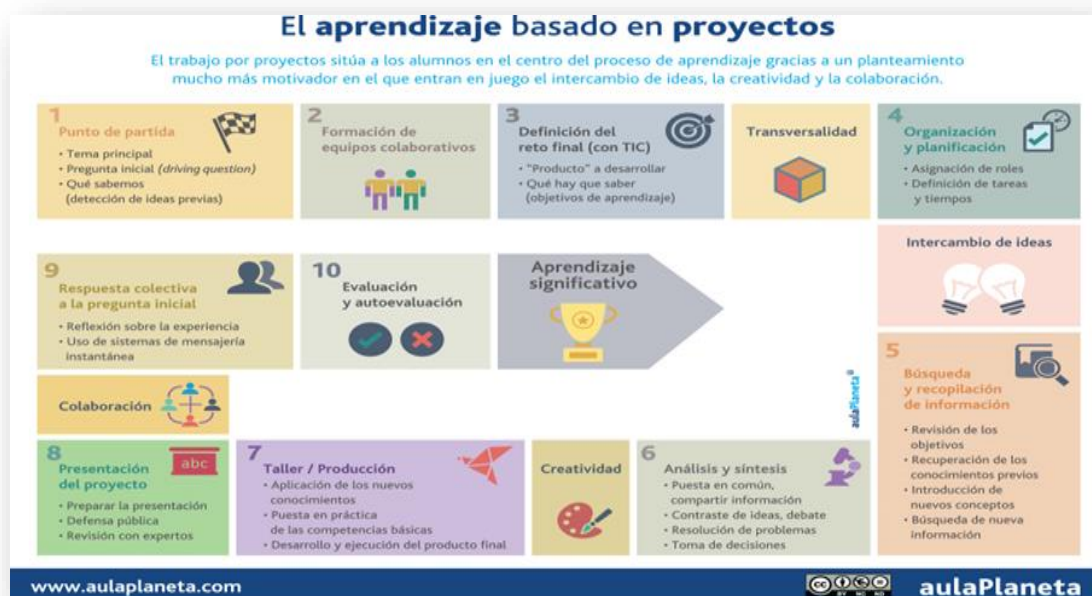 El aprendizaje basado en proyectos
El trabajo por proyectos sitúa a los alumnos en el centro del proceso de aprendizaje gracias a un planteamiento
mucho más motivador en el que entran en juego el intercambio de ideas, la creatividad y la colaboración.
1
Punto de partida
• Tema principal
• Pregunta inicial (driving question)
• Qué sabemos
(detección de ideas previas)
2
Formación de
equipos colaborativos
3
Definición del
reto final (con TIC)
• "Producto" a desarrollar
• Qué hay que saber
(objetivos de aprendizaje)
Transversalidad
4
Organización
y planificación
• Asignación de roles
• Definición de tareas
y tiempos
Intercambio de ideas
5
Búsqueda
y recopilación
de información
• Revisión de los
objetivos
• Recuperación de los
conocimientos previos
• Introducción de
nuevos conceptos
• Búsqueda de nueva
información
6
Análisis y síntesis
• Puesta en común,
compartir información
• Contraste de ideas, debate
• Resolución de problemas
• Toma de decisiones
Creatividad
7
Taller / Producción
• Aplicación de los nuevos
conocimientos
• Puesta en práctica
de las competencias básicas
• Desarrollo y ejecución del producto final
8
abc
Presentación
del proyecto
• Preparar la presentación
• Defensa pública
• Revisión con expertos
Colaboración
9
Respuesta colectiva
a la pregunta inicial
• Reflexión sobre la experiencia
• Uso de sistemas de mensajería
instantánea
10
Evaluación
y autoevaluación
Aprendizaje
significativo
aulaPlaneta
www.aulaplaneta.com
BY NC ND
aulaPlaneta